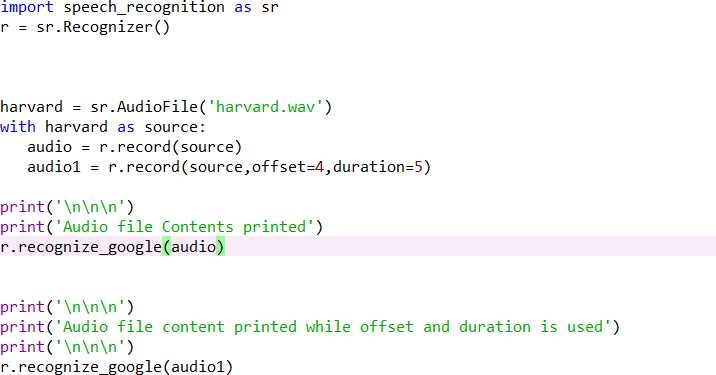 import speech_recognition as sr
r = sr.Recognizer()
harvard = sr.AudioFile('harvard.wav')
with harvard as source:
   audio = r.record(source)
   audio1 = r.record(source,offset=4,duration=5)
print('\n\n\n')
print('Audio file Contents printed')
r.recognize_google(audio)
print('\n\n\n')
print('Audio file content printed while offset and duration is used')
print('\n\n\n')
r.recognize_google(audio1)